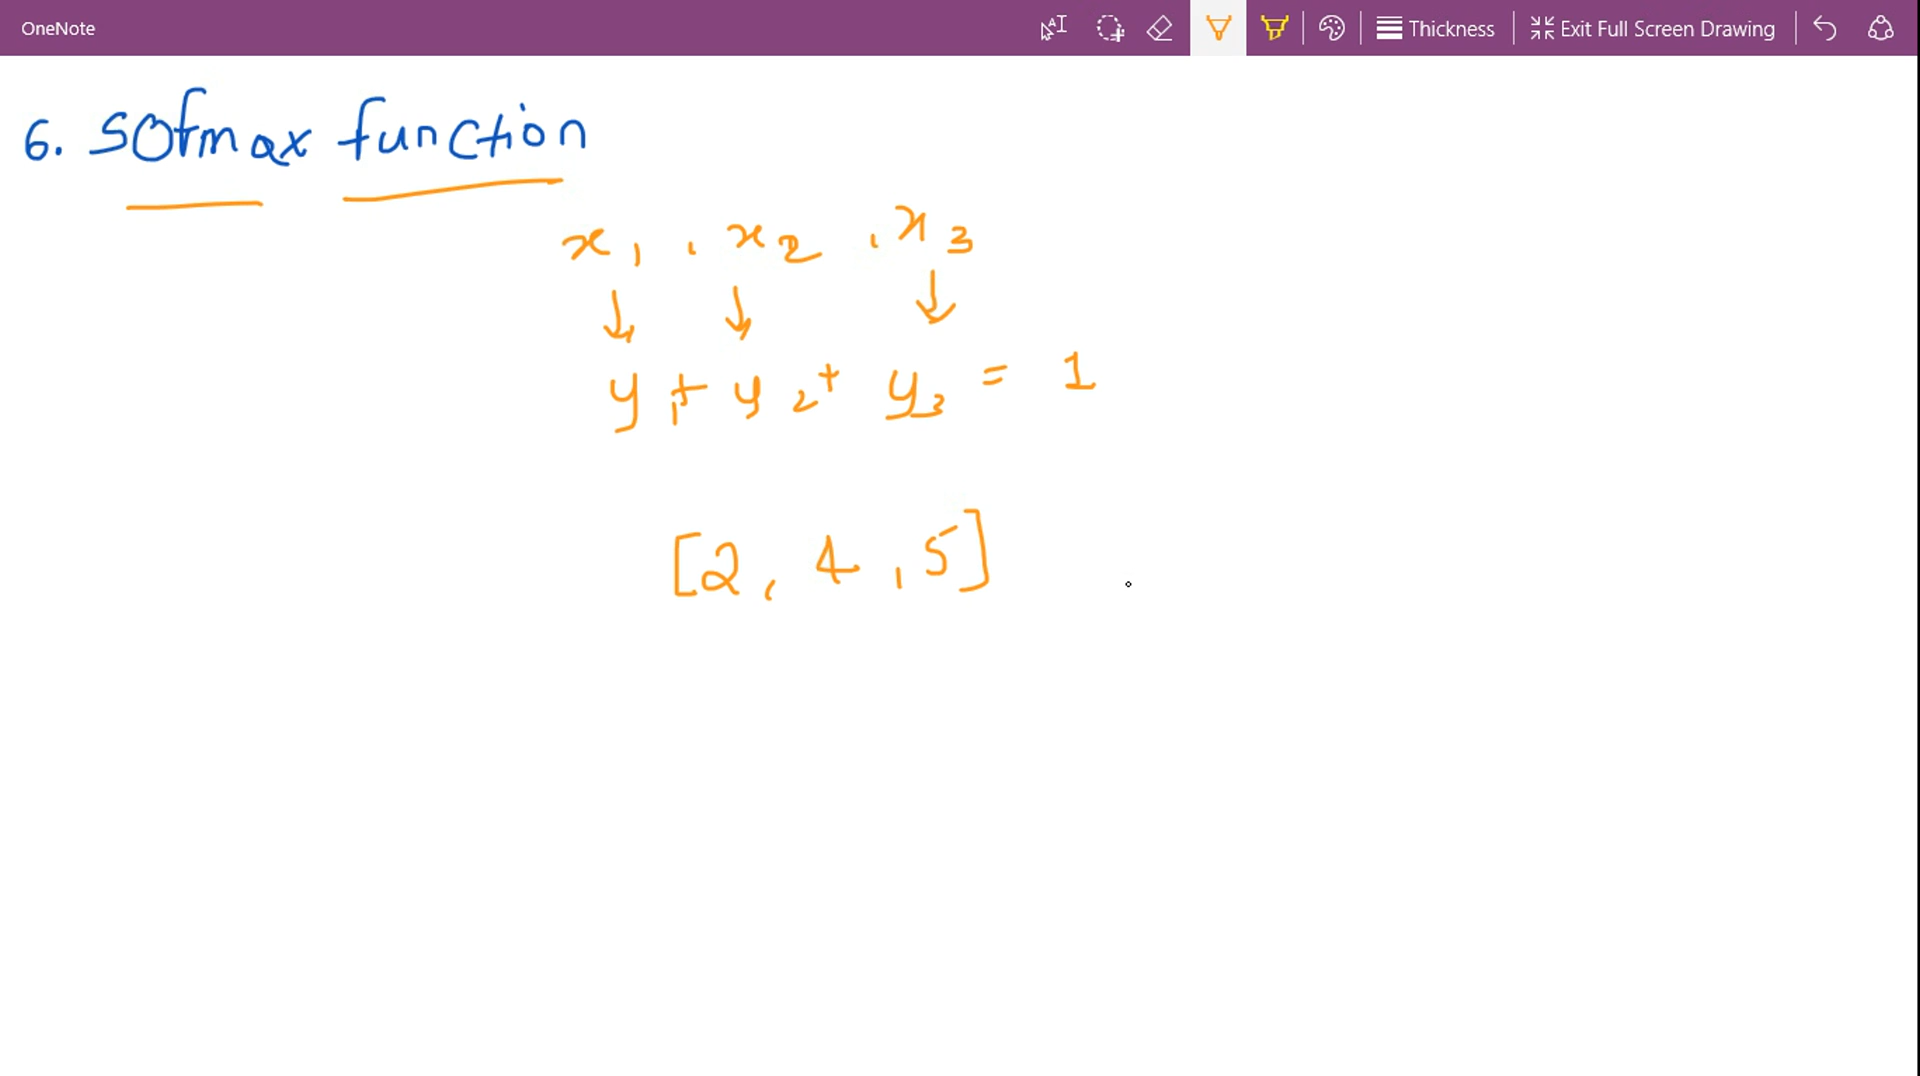 OneNote
Thickness
Exit Full Screen Drawing
6. SOfmax function
x1 , x2 , x3
↓ ↓ ↓
y1 + y2 + y3 = 1
[2, 4, 5]